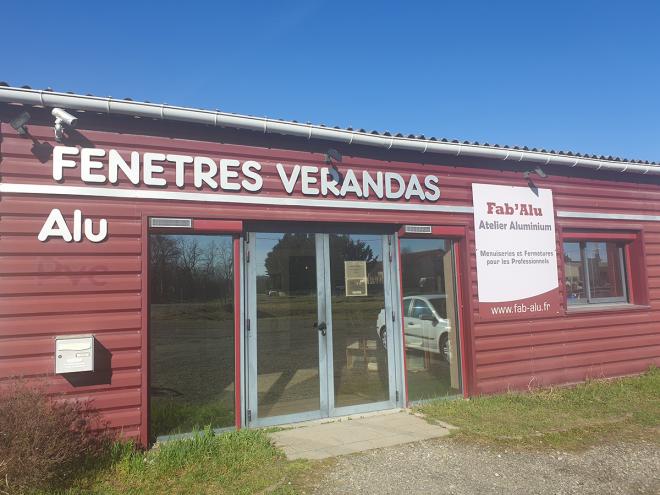 FENETRES VERANDAS
Alu
Fab'Alu
Atelier Aluminium
Menuiseries et Fermetures
pour les Professionnels
www.fab-alu.fr